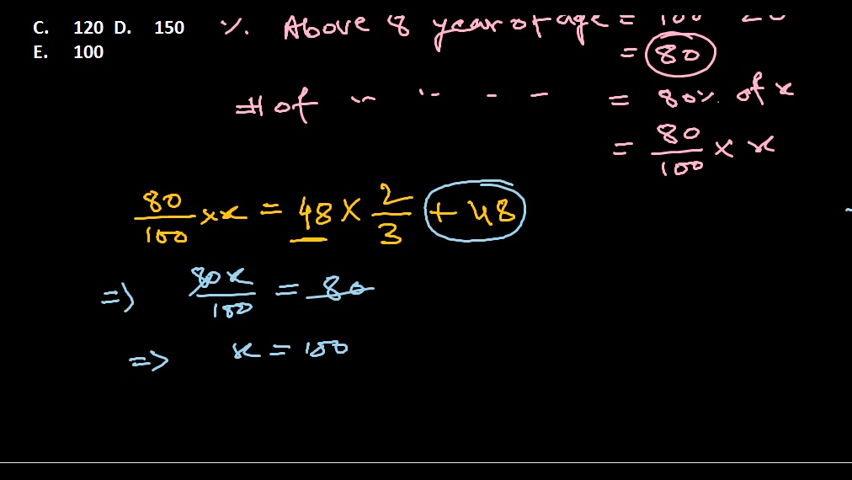 C. 120 D. 150
E. 100
% Above 8 year of age = 100
= 80
# of = 80% of x
= 80/100 × x
80/100 × x = 48 × 2/3 + 48
=> 80x/100 = 80
=> x = 100